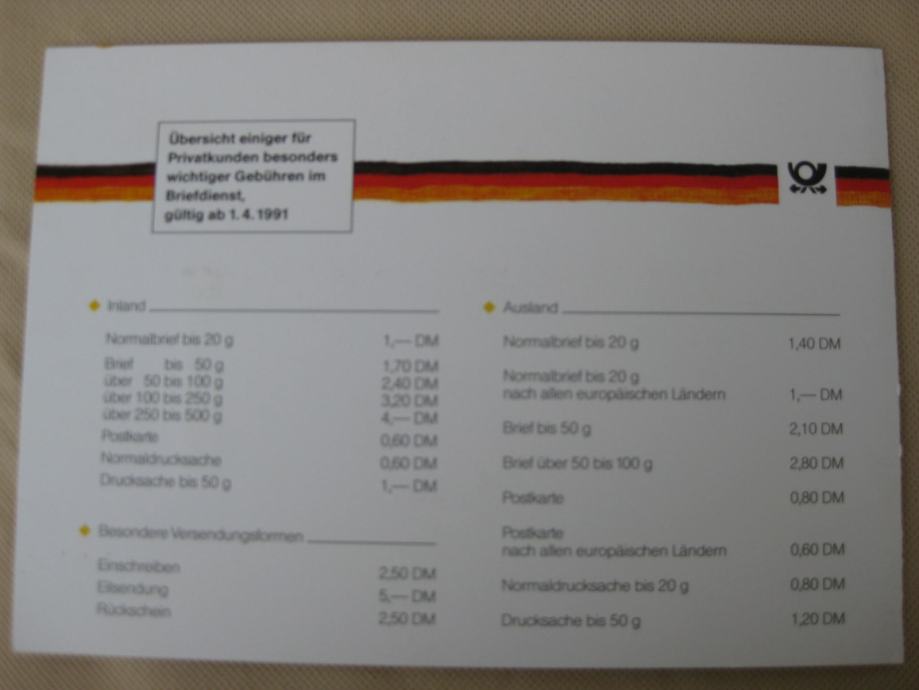 Übersicht einiger für
Privatkunden besonders
wichtiger Gebühren im
Briefdienst,
gültig ab 1.4.1991
Inland
Normalbrief bis 20 g 1,— DM
Brief bis 50 g 1,70 DM
über 50 bis 100 g 2,40 DM
über 100 bis 250 g 3,20 DM
über 250 bis 500 g 4,— DM
Postkarte 0,60 DM
Normaldrucksache 0,60 DM
Drucksache bis 50 g 1,— DM
Besondere Versendungsformen
Einschreiben 2,50 DM
Eilsendung 5,— DM
Rückschein 2,50 DM
Ausland
Normalbrief bis 20 g 1,40 DM
Normalbrief bis 20 g
nach allen europäischen Ländern 1,— DM
Brief bis 50 g 2,10 DM
Brief über 50 bis 100 g 2,80 DM
Postkarte 0,80 DM
Postkarte
nach allen europäischen Ländern 0,60 DM
Normaldrucksache bis 20 g 0,80 DM
Drucksache bis 50 g 1,20 DM